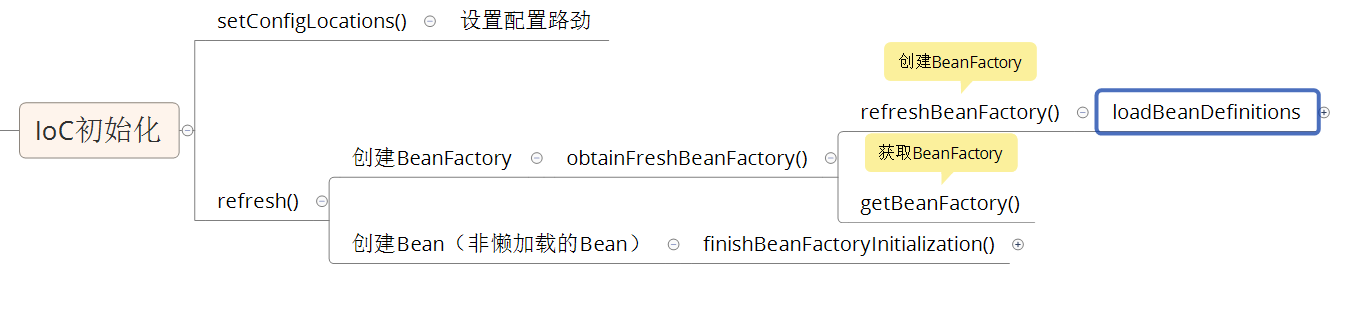 setConfigLocations()
设置配置路劲
创建BeanFactory
refreshBeanFactory()
loadBeanDefinitions
IoC初始化
创建BeanFactory
obtainFreshBeanFactory()
获取BeanFactory
refresh()
getBeanFactory()
创建Bean（非懒加载的Bean）
finishBeanFactoryInitialization()